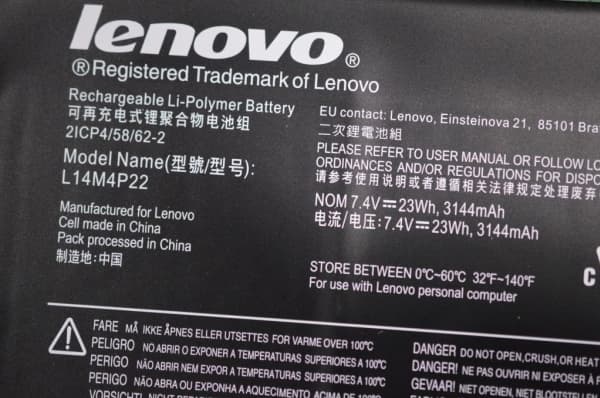 lenovo
®Registered Trademark of Lenovo
Rechargeable Li-Polymer Battery
可再充电式锂聚合物电池组
2ICP4/58/62-2
Model Name(型號/型号):
L14M4P22
Manufactured for Lenovo
Cell made in China
Pack processed in China
制造地:中国
EU contact: Lenovo, Einsteinova 21, 85101 Bra
二次鋰電池組
PLEASE REFER TO USER MANUAL OR FOLLOW LO
ORDINANCES AND/OR REGULATIONS FOR DISPO
请参考使用说明或者遵循相关法律规定处理废弃
NOM 7.4V⎓23Wh, 3144mAh
电流/电压:7.4V⎓23Wh, 3144mAh
STORE BETWEEN 0℃~60℃ 32℉~140℉
For use with Lenovo personal computer
FARE MÅ IKKE ÅPNES ELLER UTSETTES FOR VARME OVER 100℃
PELIGRO NO ABRIR O EXPONER A TEMPERATURAS SUPERIORES A 100℃
PERIGO NÃO ABRIR NEM EXPOR A TEMPERATURAS SUPERIORES A 100℃
PERIGO NÃO ABRA OU EXPONHA A AQUECIMENTO ACIMA DE 100℃
DANGER DO NOT OPEN,CRUSH,OR HEAT
DANGER! NE PAS OUVRIR NI EXPOSER À
GEVAAR! NIET OPENEN, NIET BLOOTSTELLEN